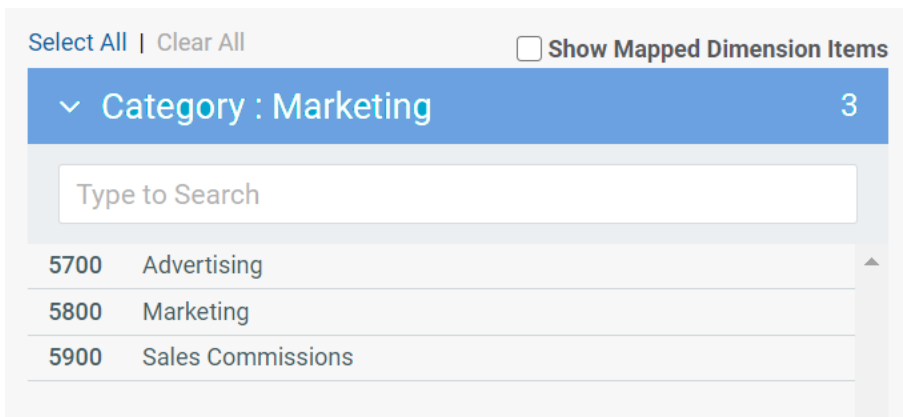 Select All | Clear All
Show Mapped Dimension Items
Category : Marketing 3
Type to Search
5700 Advertising
5800 Marketing
5900 Sales Commissions